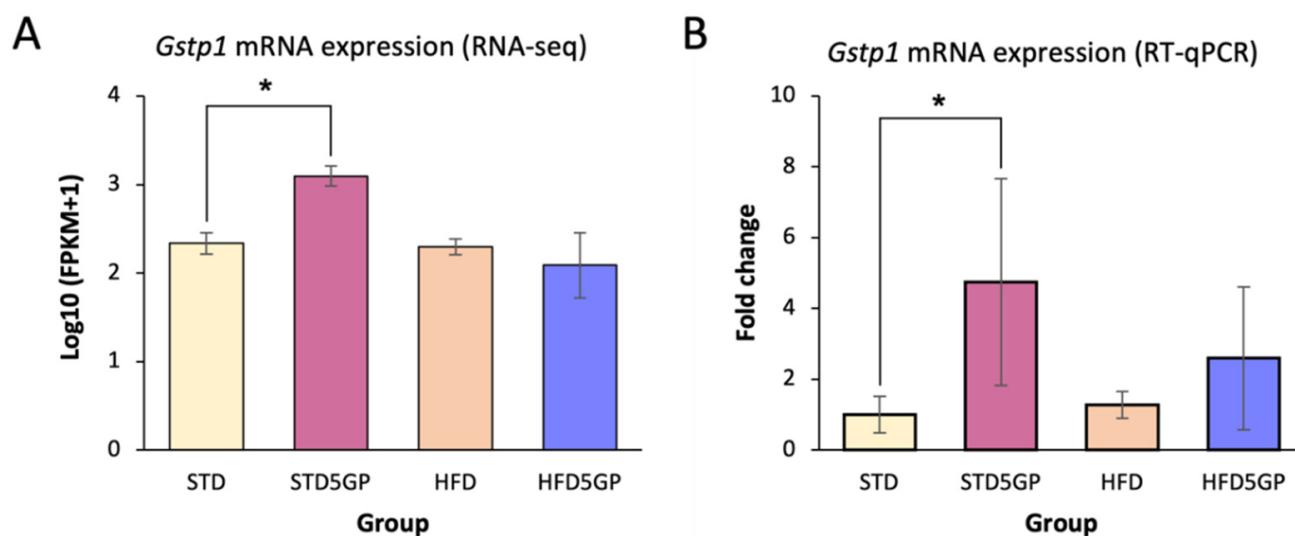 A
Gstp1 mRNA expression (RNA-seq)
4
3
2
1
0
Log10 (FPKM+1)
*
STD
STD5GP
HFD
HFD5GP
Group
B
Gstp1 mRNA expression (RT-qPCR)
10
8
6
4
2
0
Fold change
*
STD
STD5GP
HFD
HFD5GP
Group